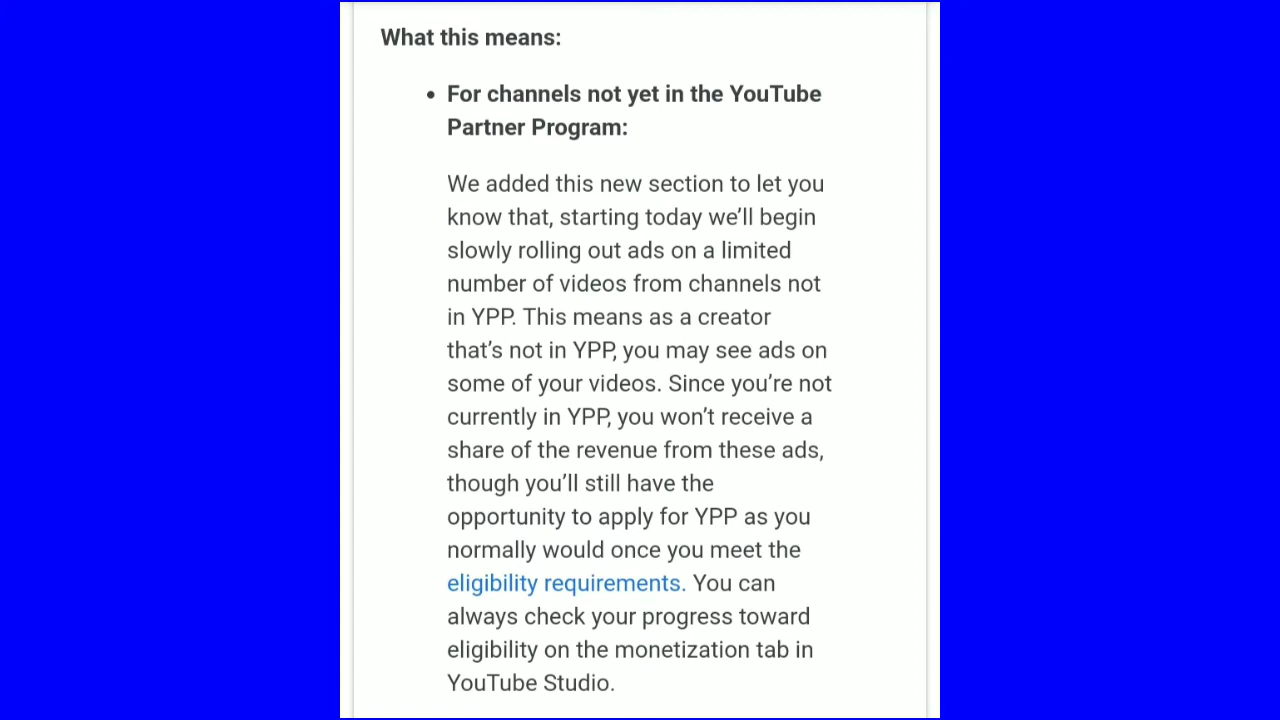 What this means:
• For channels not yet in the YouTube
Partner Program:
We added this new section to let you
know that, starting today we’ll begin
slowly rolling out ads on a limited
number of videos from channels not
in YPP. This means as a creator
that’s not in YPP, you may see ads on
some of your videos. Since you’re not
currently in YPP, you won’t receive a
share of the revenue from these ads,
though you’ll still have the
opportunity to apply for YPP as you
normally would once you meet the
eligibility requirements. You can
always check your progress toward
eligibility on the monetization tab in
YouTube Studio.